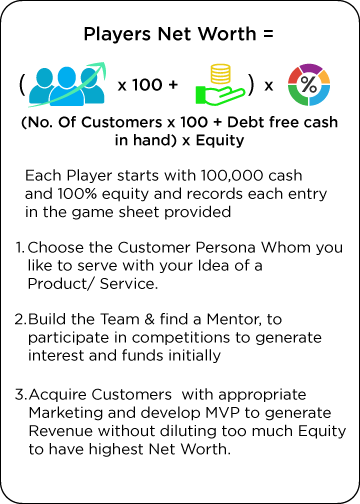 Players Net Worth =
( x 100 + ) x %
(No. Of Customers x 100 + Debt free cash
in hand) x Equity
Each Player starts with 100,000 cash
and 100% equity and records each entry
in the game sheet provided
1. Choose the Customer Persona Whom you
like to serve with your Idea of a
Product/ Service.
2. Build the Team & find a Mentor, to
participate in competitions to generate
interest and funds initially
3. Acquire Customers with appropriate
Marketing and develop MVP to generate
Revenue without diluting too much Equity
to have highest Net Worth.